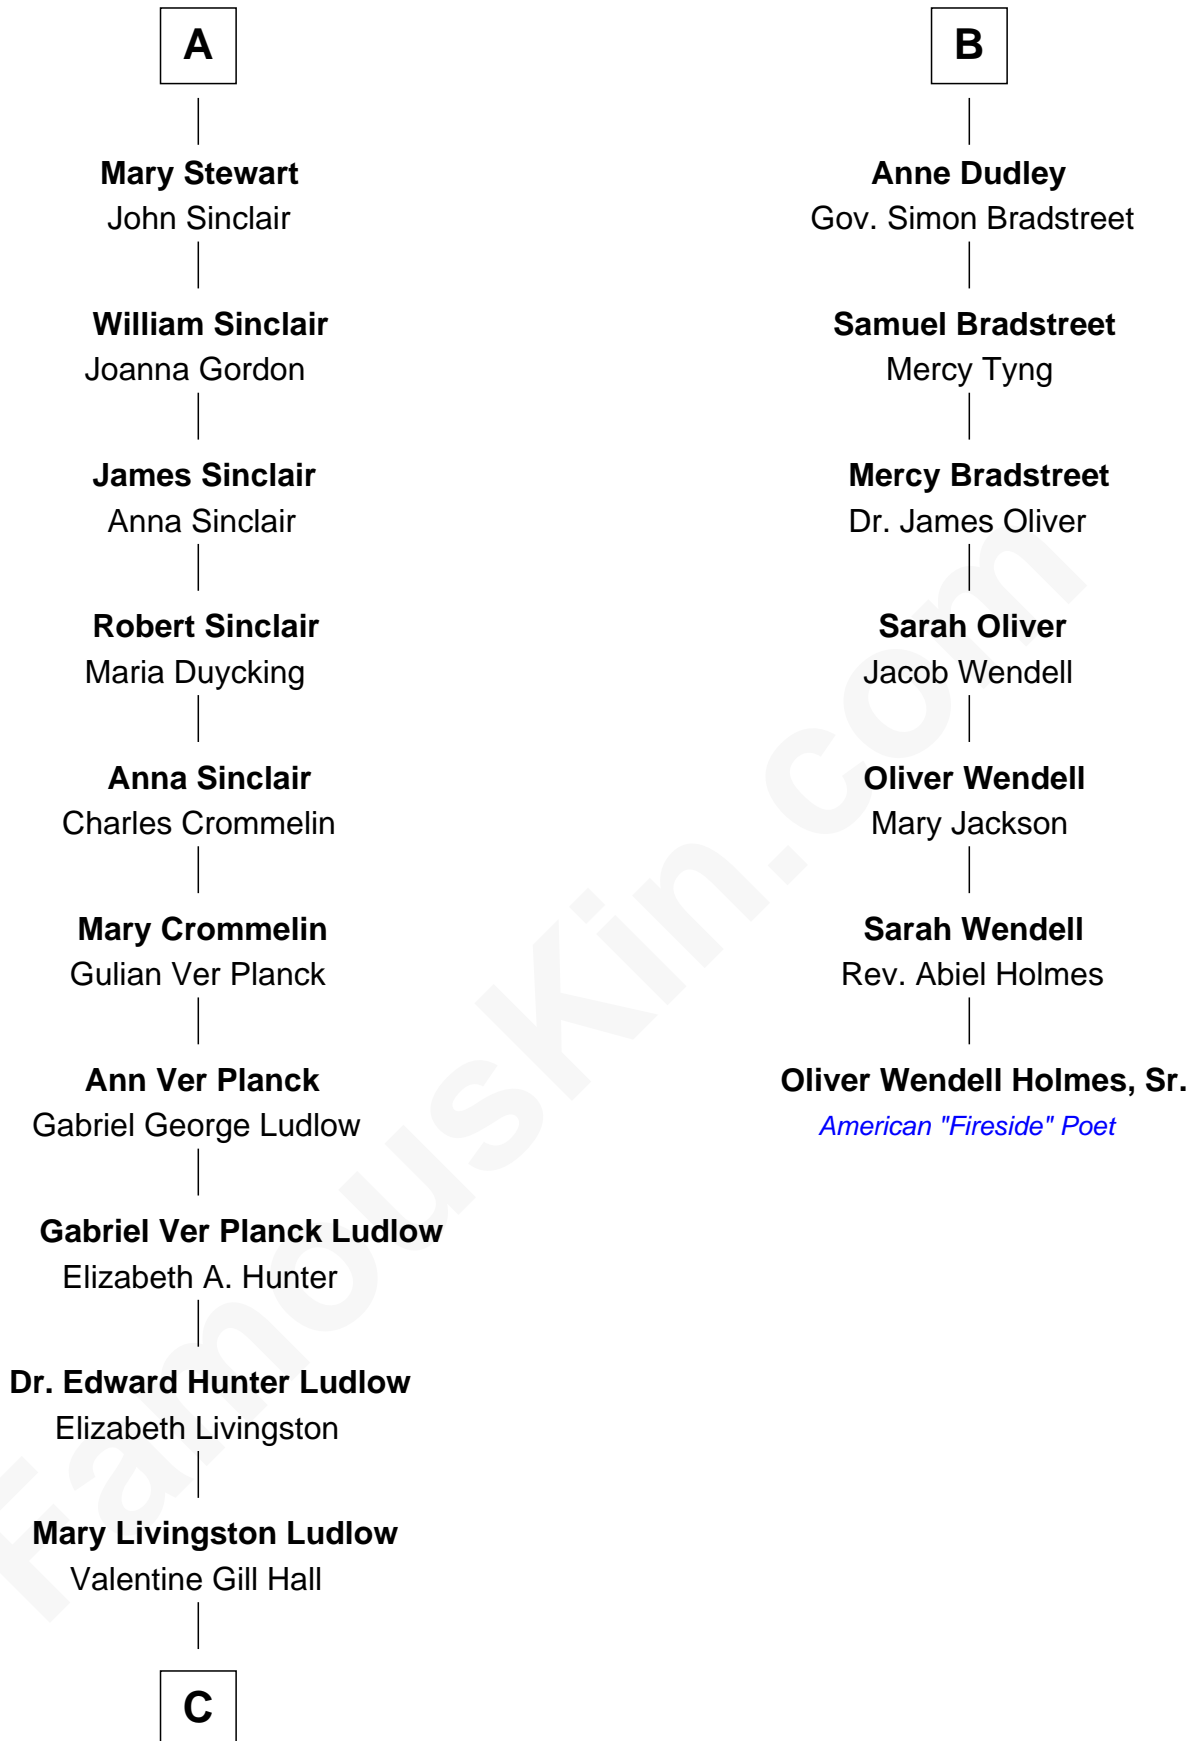 A
Mary Stewart
John Sinclair
William Sinclair
Joanna Gordon
James Sinclair
Anna Sinclair
Robert Sinclair
Maria Duycking
Anna Sinclair
Charles Crommelin
Mary Crommelin
Gulian Ver Planck
Ann Ver Planck
Gabriel George Ludlow
Gabriel Ver Planck Ludlow
Elizabeth A. Hunter
Dr. Edward Hunter Ludlow
Elizabeth Livingston
Mary Livingston Ludlow
Valentine Gill Hall
C
B
Anne Dudley
Gov. Simon Bradstreet
Samuel Bradstreet
Mercy Tyng
Mercy Bradstreet
Dr. James Oliver
Sarah Oliver
Jacob Wendell
Oliver Wendell
Mary Jackson
Sarah Wendell
Rev. Abiel Holmes
Oliver Wendell Holmes, Sr.
American "Fireside" Poet
FamousKin.com